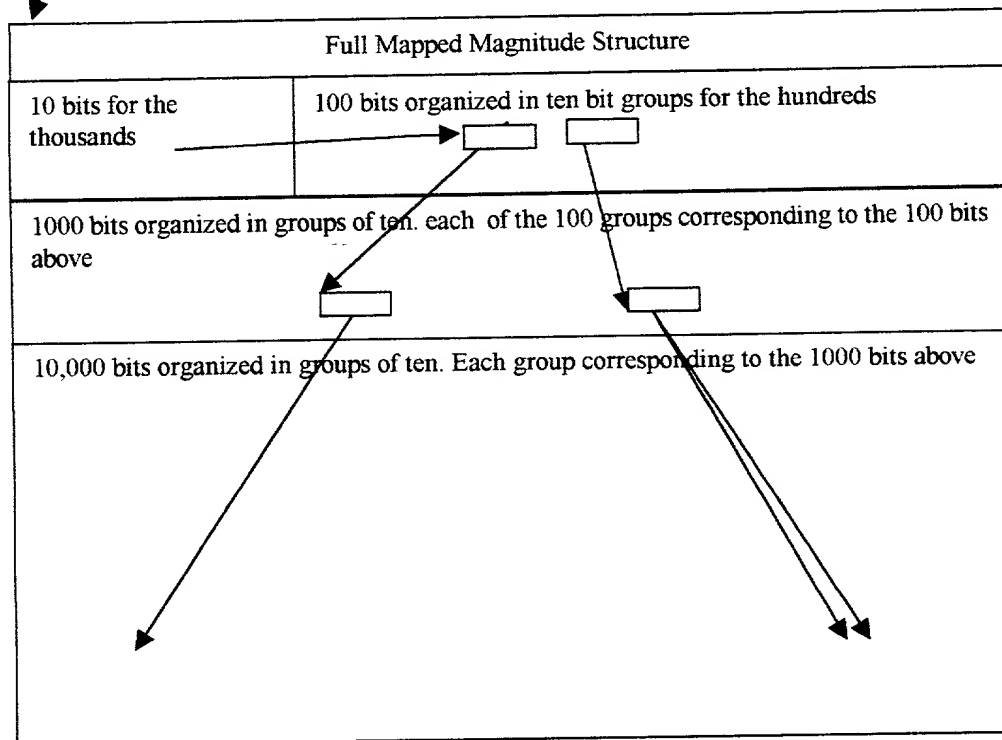 Full Mapped Magnitude Structure
10 bits for the
thousands
100 bits organized in ten bit groups for the hundreds
1000 bits organized in groups of ten. each of the 100 groups corresponding to the 100 bits
above
10,000 bits organized in groups of ten. Each group corresponding to the 1000 bits above